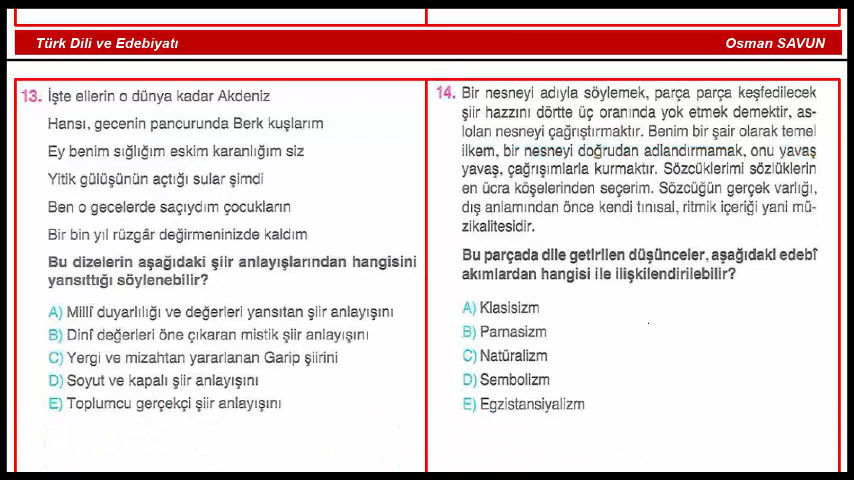 Türk Dili ve Edebiyatı
Osman SAVUN
13. İşte ellerin o dünya kadar Akdeniz
Hansı, gecenin pancurunda Berk kuşlarım
Ey benim sığlığım eskim karanlığım siz
Yitik gülüşünün açtığı sular şimdi
Ben o gecelerde saçıydım çocukların
Bir bin yıl rüzgâr değirmeninizde kaldım
Bu dizelerin aşağıdaki şiir anlayışlarından hangisini
yansıttığı söylenebilir?
A) Millî duyarlılığı ve değerleri yansıtan şiir anlayışını
B) Dinî değerleri öne çıkaran mistik şiir anlayışını
C) Yergi ve mizahtan yararlanan Garip şiirini
D) Soyut ve kapalı şiir anlayışını
E) Toplumcu gerçekçi şiir anlayışını
14. Bir nesneyi adıyla söylemek, parça parça keşfedilecek
şiir hazzını dörtte üç oranında yok etmek demektir, as-
lolan nesneyi çağrıştırmaktır. Benim bir şair olarak temel
ilkem, bir nesneyi doğrudan adlandırmamak, onu yavaş
yavaş, çağrışımlarla kurmaktır. Sözcüklerimi sözlüklerin
en ücra köşelerinden seçerim. Sözcüğün gerçek varlığı,
dış anlamından önce kendi tınısal, ritmik içeriği yani mü-
zikalitesidir.
Bu parçada dile getirilen düşünceler, aşağıdaki edebî
akımlardan hangisi ile ilişkilendirilebilir?
A) Klasisizm
B) Parnasizm
C) Natüralizm
D) Sembolizm
E) Egzistansiyalizm